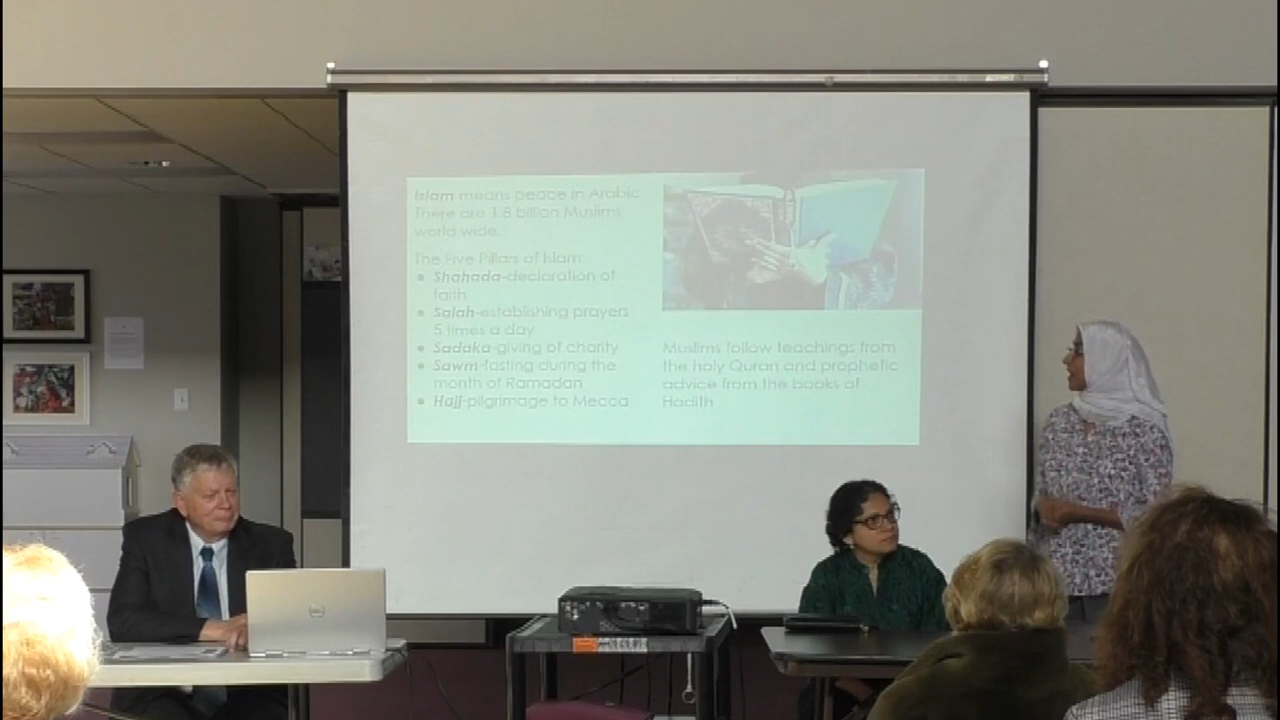 Islam means peace in Arabic
There are 1.8 billion Muslims
world wide.
The Five Pillars of Islam:
Shahada-declaration of
faith
Salah-establishing prayers
5 times a day
Sadaka-giving of charity
Sawm-fasting during the
month of Ramadan
Hajj-pilgrimage to Mecca
Muslims follow teachings from
the holy Quran and prophetic
advice from the books of
Hadith
DELL